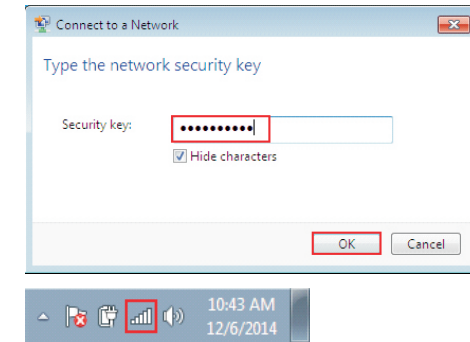 Connect to a Network
Type the network security key
Security key: ••••••••••
Hide characters
OK Cancel
10:43 AM
12/6/2014